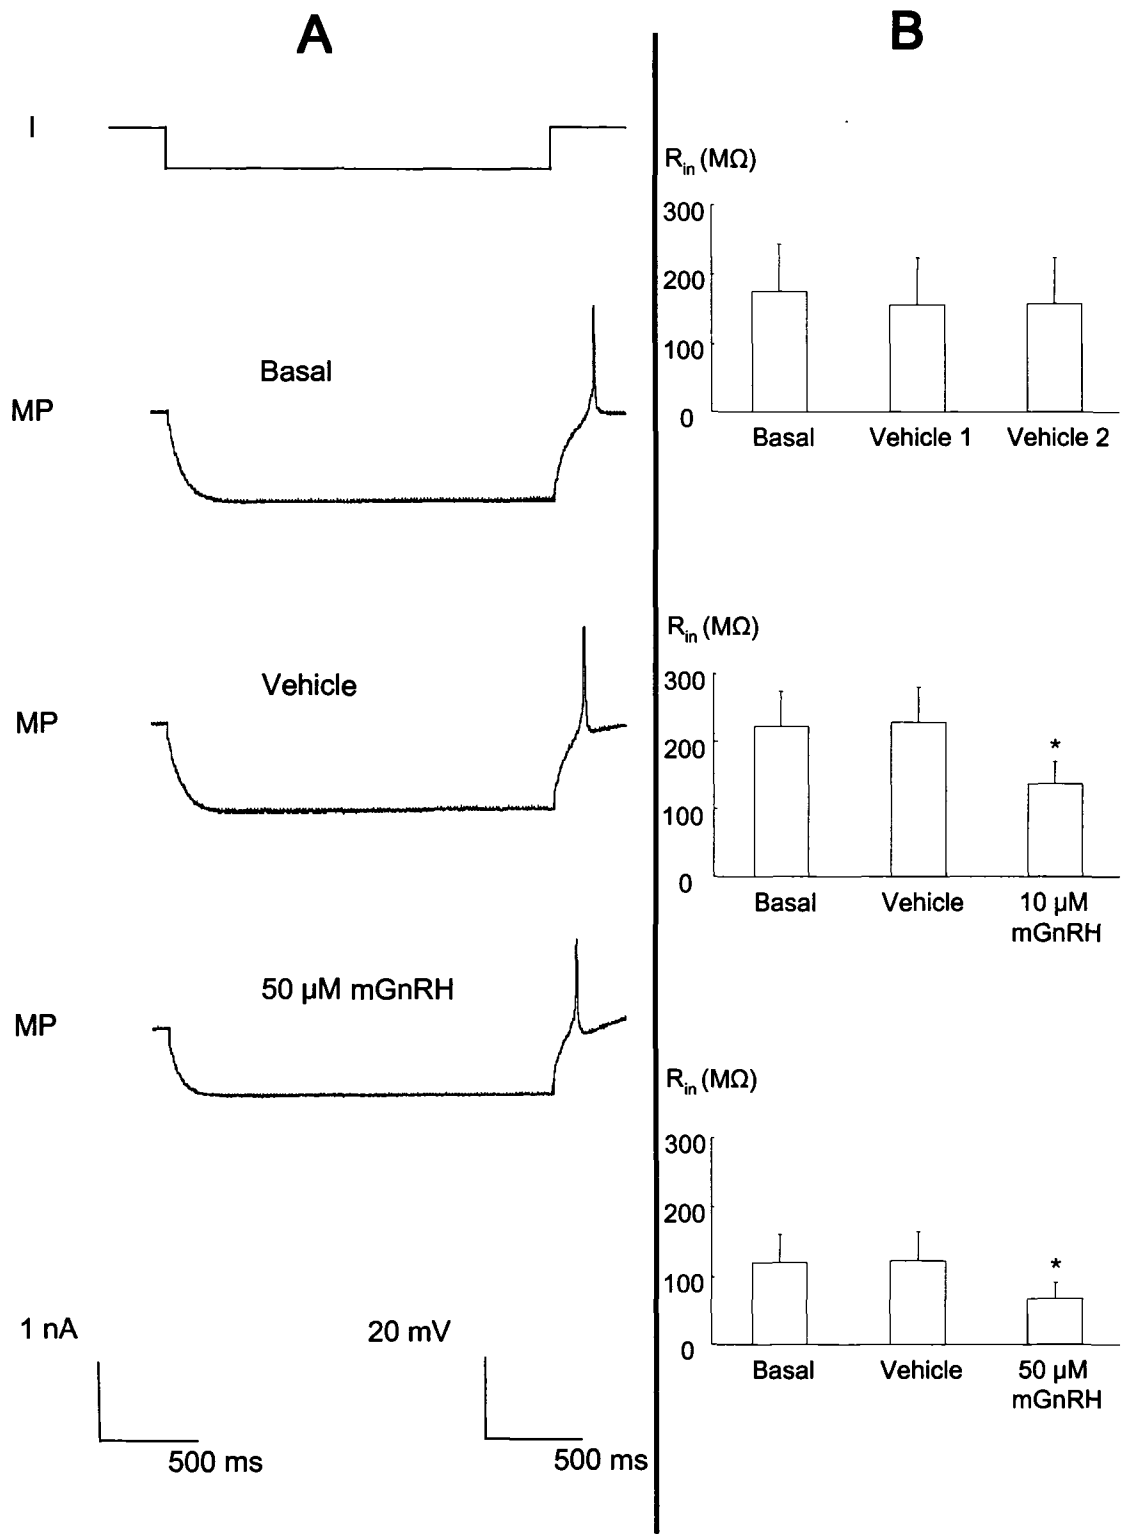 A
I
Basal
MP
Vehicle
MP
50 µM mGnRH
MP
1 nA
500 ms
20 mV
500 ms
B
Rin (MΩ)
300
200
100
0
Basal Vehicle 1 Vehicle 2
Rin (MΩ)
300
200
100
0
*
Basal Vehicle 10 µM
mGnRH
Rin (MΩ)
300
200
100
0
*
Basal Vehicle 50 µM
mGnRH